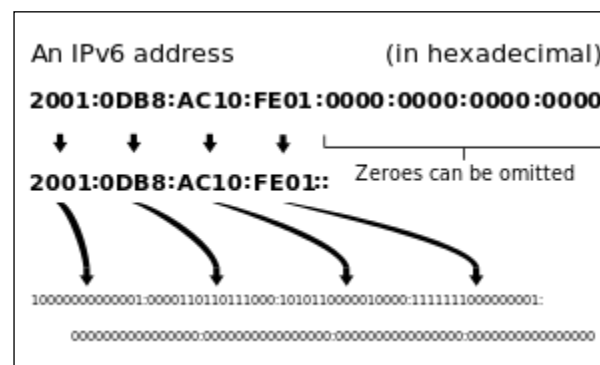 An IPv6 address (in hexadecimal)
2001:0DB8:AC10:FE01:0000:0000:0000:0000
Zeroes can be omitted
2001:0DB8:AC10:FE01::
10000000000001:0000110110111000:1010110000010000:1111111000000001:
0000000000000000:0000000000000000:0000000000000000:0000000000000000